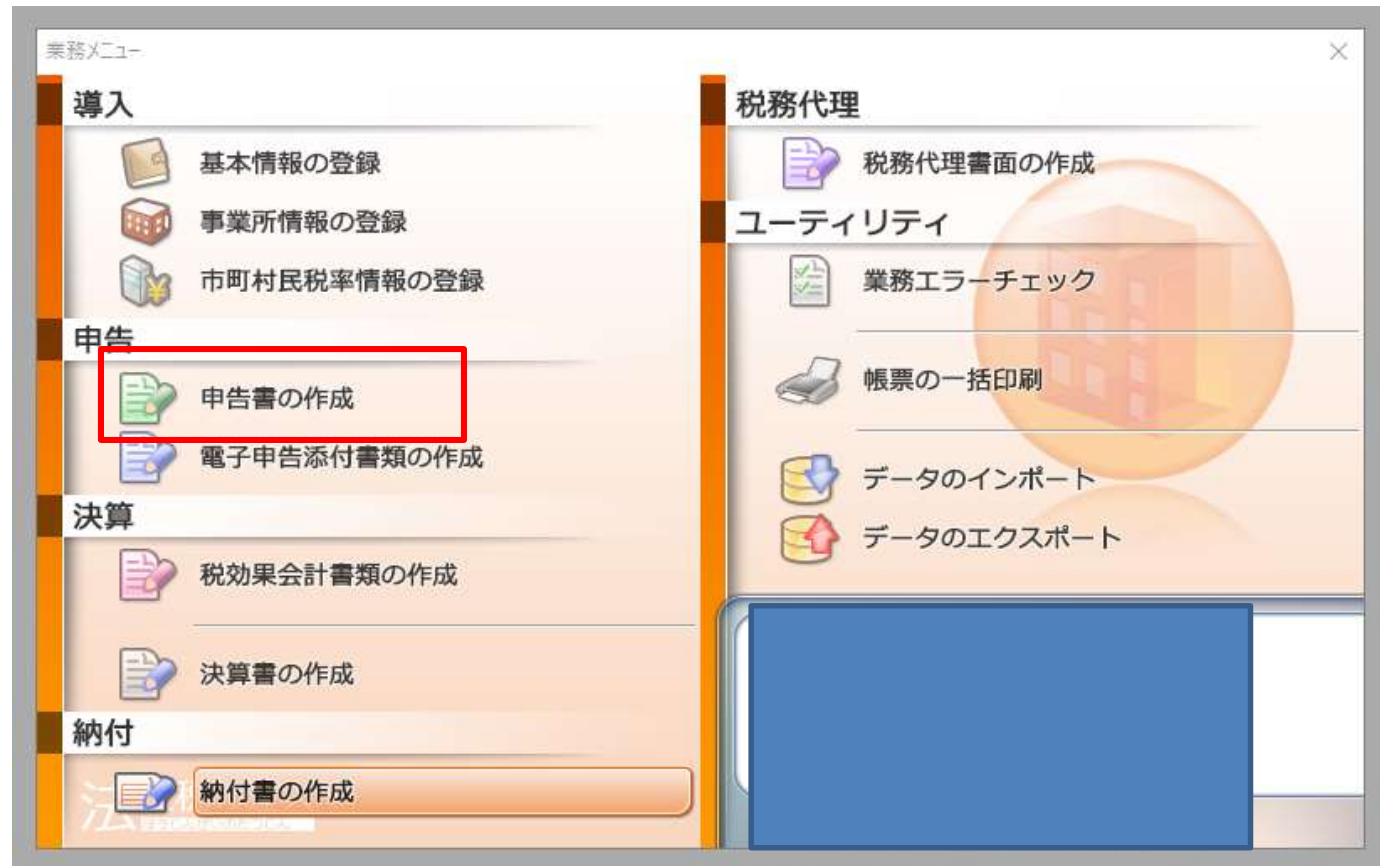 業務メニュー
導入
基本情報の登録
事業所情報の登録
市町村民税率情報の登録
申告
申告書の作成
電子申告添付書類の作成
決算
税効果会計書類の作成
決算書の作成
納付
納付書の作成
税務代理
税務代理書面の作成
ユーティリティ
業務エラーチェック
帳票の一括印刷
データのインポート
データのエクスポート